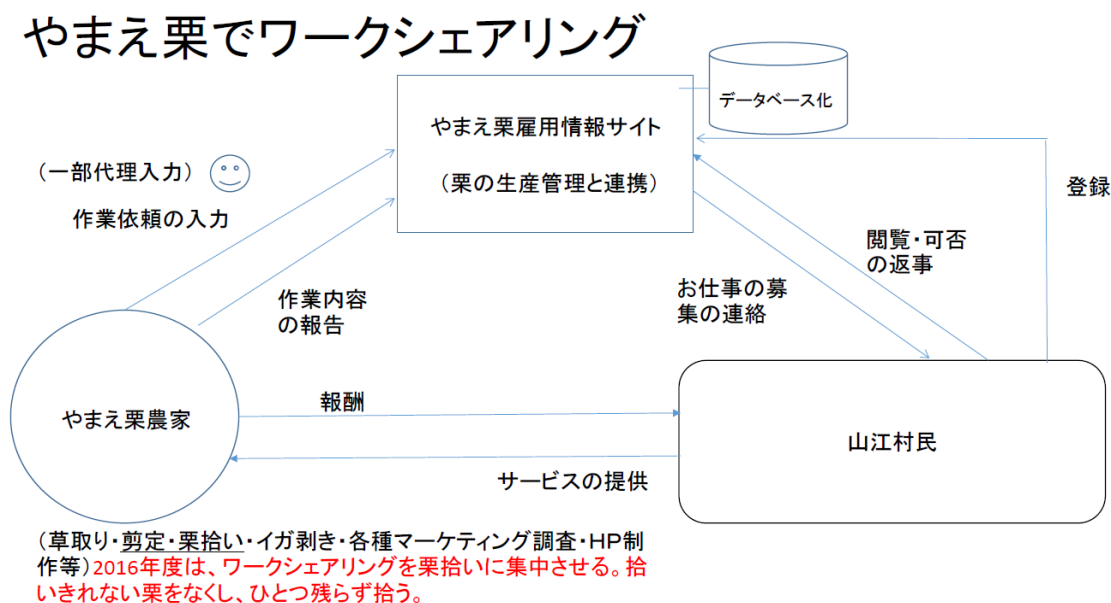 やまえ栗でワークシェアリング
データベース化
やまえ栗雇用情報サイト
（栗の生産管理と連携）
（一部代理入力）
作業依頼の入力
登録
閲覧・可否
の返事
お仕事の募
集の連絡
作業内容
の報告
報酬
やまえ栗農家
山江村民
サービスの提供
（草取り・剪定・栗拾い・イガ剥き・各種マーケティング調査・HP制
作等）2016年度は、ワークシェアリングを栗拾いに集中させる。拾
いきれない栗をなくし、ひとつ残らず拾う。